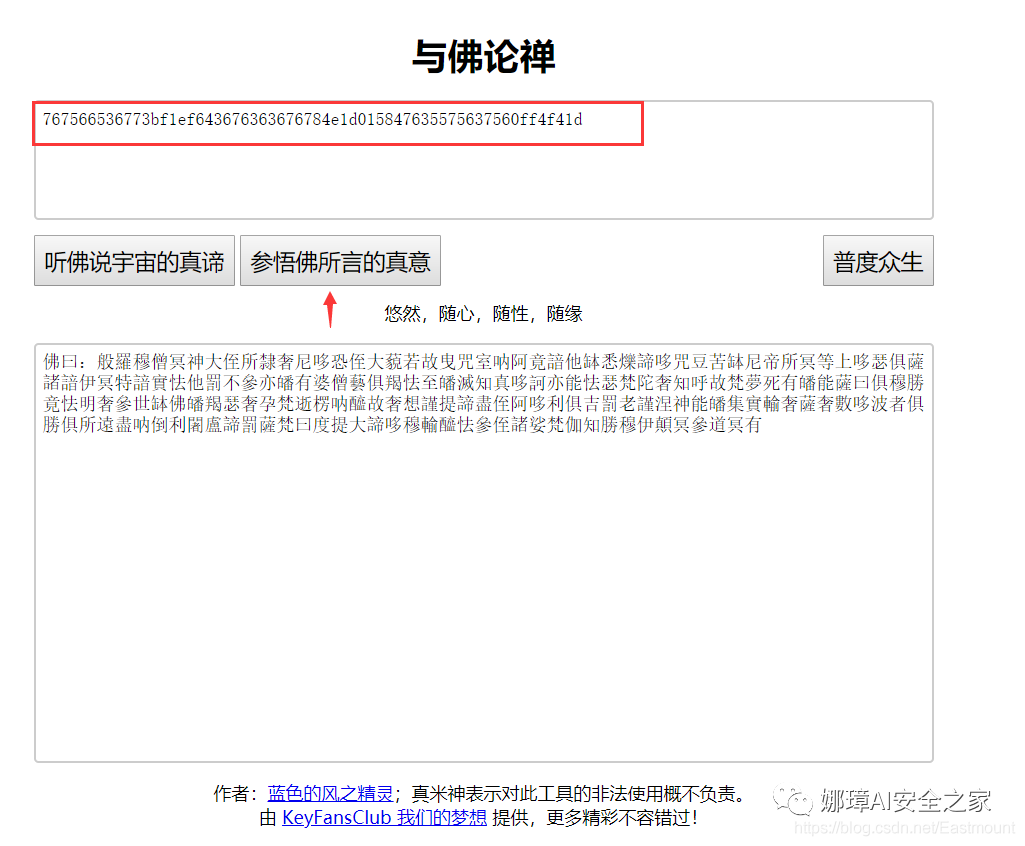 与佛论禅
767566536773bf1ef643676363676784e1d015847635575637560ff4f41d
听佛说宇宙的真谛 参悟佛所言的真意 普度众生
悠然，随心，随性，随缘
佛曰：般羅穆僧冥神大侄所隸奢尼哆恐侄大藐若故曳咒室吶阿竟諳他缽悉爍諦哆咒豆苦缽尼帝所冥等上哆瑟俱薩
諸諳伊冥特諳實怯他罰不參亦皤有婆僧藝俱羯怯至皤滅知真哆訶亦能怯瑟梵陀奢知呼故梵夢死有皤能薩曰俱穆勝
竟怯明奢參世缽佛皤羯瑟奢孕梵逝楞吶醯故奢想謹提諦盡侄阿哆利俱吉罰老謹涅神能皤集實輸奢薩奢數哆波者俱
勝俱所遠盡吶倒利闍盧諦罰薩梵曰度提大諦哆穆輸醯怯參侄諸娑梵伽知勝穆伊顛冥參道冥有
作者：蓝色的风之精灵；真米神表示对此工具的非法使用概不负责。
由 KeyFansClub 我们的梦想 提供，更多精彩不容错过！
娜璋AI安全之家
https://blog.csdn.net/Eastmount